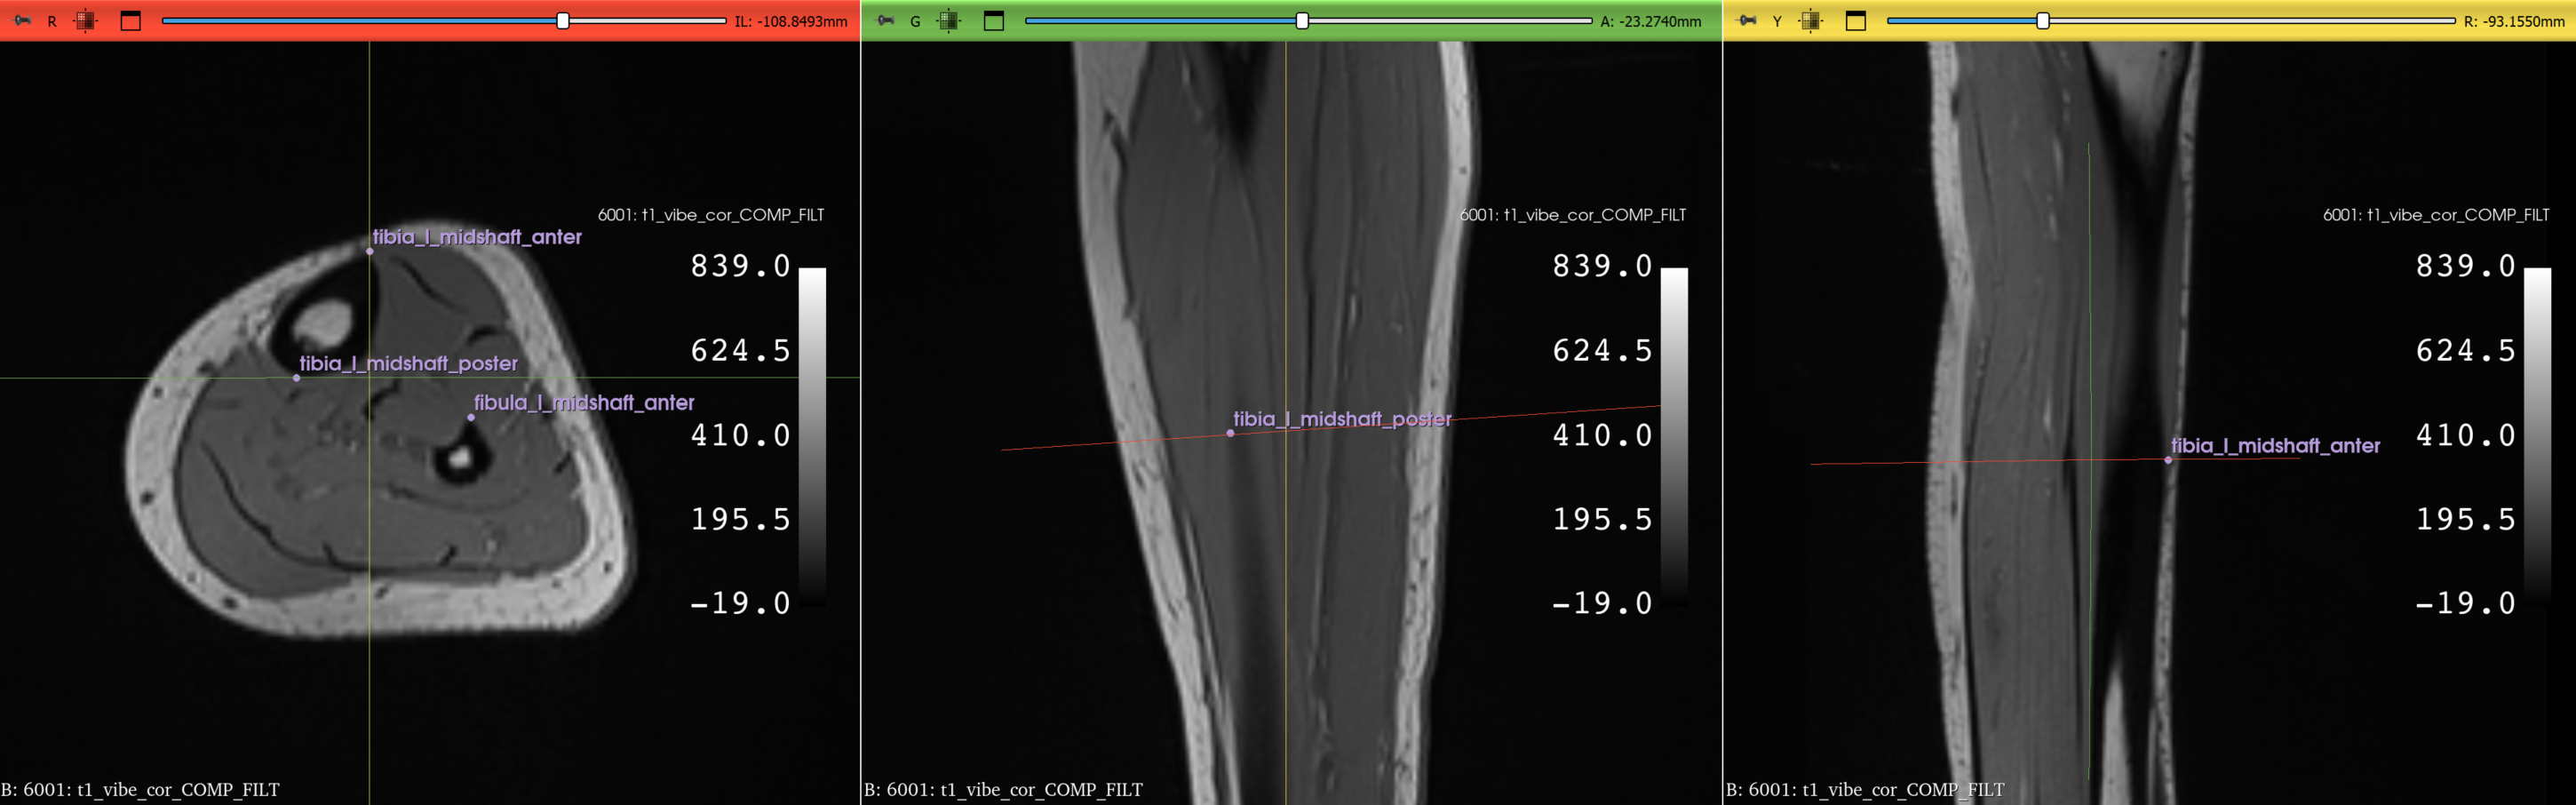 R
IL: -108.8493mm
6001: t1_vibe_cor_COMP_FILT
tibia_l_midshaft_anter
839.0
624.5
tibia_l_midshaft_poster
fibula_l_midshaft_anter
410.0
195.5
-19.0
B: 6001: t1_vibe_cor_COMP_FILT
G
A: -23.2740mm
6001: t1_vibe_cor_COMP_FILT
839.0
624.5
tibia_l_midshaft_poster
410.0
195.5
-19.0
B: 6001: t1_vibe_cor_COMP_FILT
Y
R: -93.1550mm
6001: t1_vibe_cor_COMP_FILT
839.0
624.5
410.0
tibia_l_midshaft_anter
195.5
-19.0
B: 6001: t1_vibe_cor_COMP_FILT